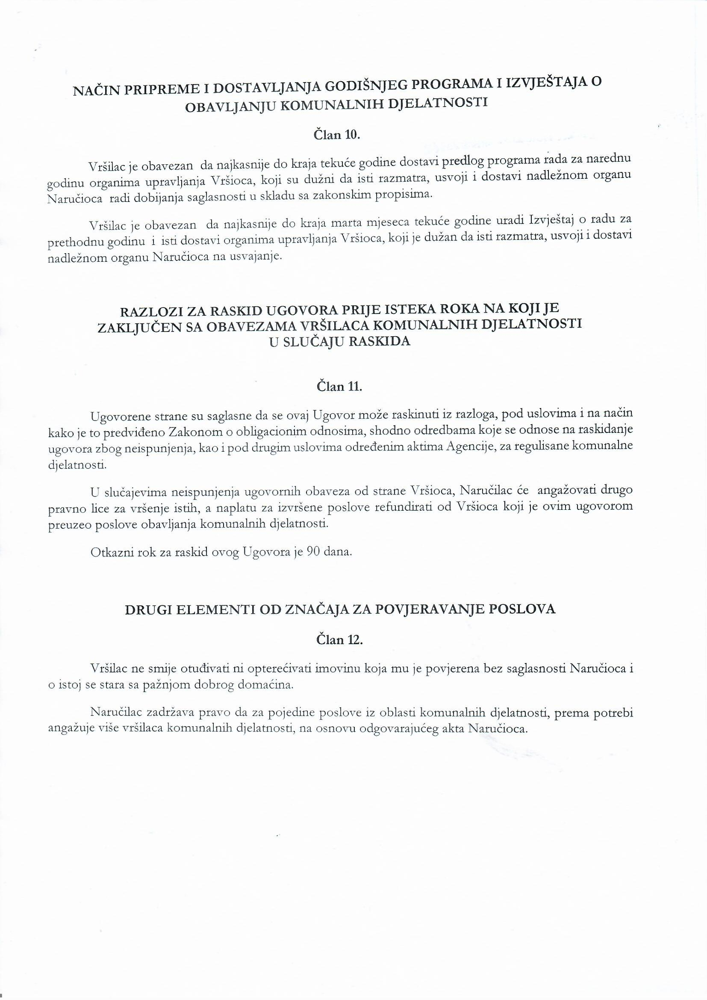 NAČIN PRIPREME I DOSTAVLJANJA GODIŠNJEG PROGRAMA I IZVJEŠTAJA O
OBAVLJANJU KOMUNALNIH DJELATNOSTI
Član 10.
Vršilac je obavezan da najkasnije do kraja tekuće godine dostavi predlog programa rada za narednu
godinu organima upravljanja Vršioca, koji su dužni da isti razmatra, usvoji i dostavi nadležnom organu
Naručioca radi dobijanja saglasnosti u skladu sa zakonskim propisima.
Vršilac je obavezan da najkasnije do kraja marta mjeseca tekuće godine uradi Izvještaj o radu za
prethodnu godinu i isti dostavi organima upravljanja Vršioca, koji je dužan da isti razmatra, usvoji i dostavi
nadležnom organu Naručioca na usvajanje.
RAZLOZI ZA RASKID UGOVORA PRIJE ISTEKA ROKA NA KOJI JE
ZAKLJUČEN SA OBAVEZAMA VRŠILACA KOMUNALNIH DJELATNOSTI
U SLUČAJU RASKIDA
Član 11.
Ugovorene strane su saglasne da se ovaj Ugovor može raskinuti iz razloga, pod uslovima i na način
kako je to predviđeno Zakonom o obligacionim odnosima, shodno odredbama koje se odnose na raskidanje
ugovora zbog neispunjenja, kao i pod drugim uslovima određenim aktima Agencije, za regulisane komunalne
djelatnosti.
U slučajevima neispunjenja ugovornih obaveza od strane Vršioca, Naručilac će angažovati drugo
pravno lice za vršenje istih, a naplatu za izvršene poslove refundirati od Vršioca koji je ovim ugovorom
preuzeo poslove obavljanja komunalnih djelatnosti.
Otkazni rok za raskid ovog Ugovora je 90 dana.
DRUGI ELEMENTI OD ZNAČAJA ZA POVJERAVANJE POSLOVA
Član 12.
Vršilac ne smije otuđivati ni opterećivati imovinu koja mu je povjerena bez saglasnosti Naručioca i
o istoj se stara sa pažnjom dobrog domaćina.
Naručilac zadržava pravo da za pojedine poslove iz oblasti komunalnih djelatnosti, prema potrebi
angažuje više vršilaca komunalnih djelatnosti, na osnovu odgovarajućeg akta Naručioca.